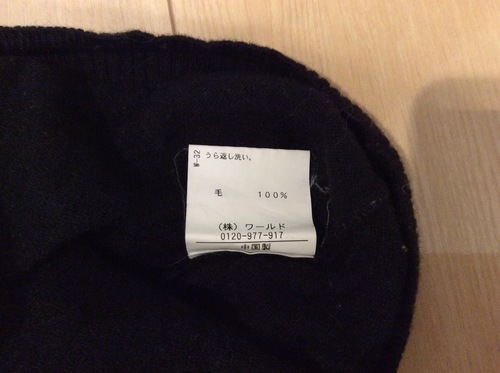 うら返し洗い。
毛 100%
(株) ワールド
0120-977-917
中国製